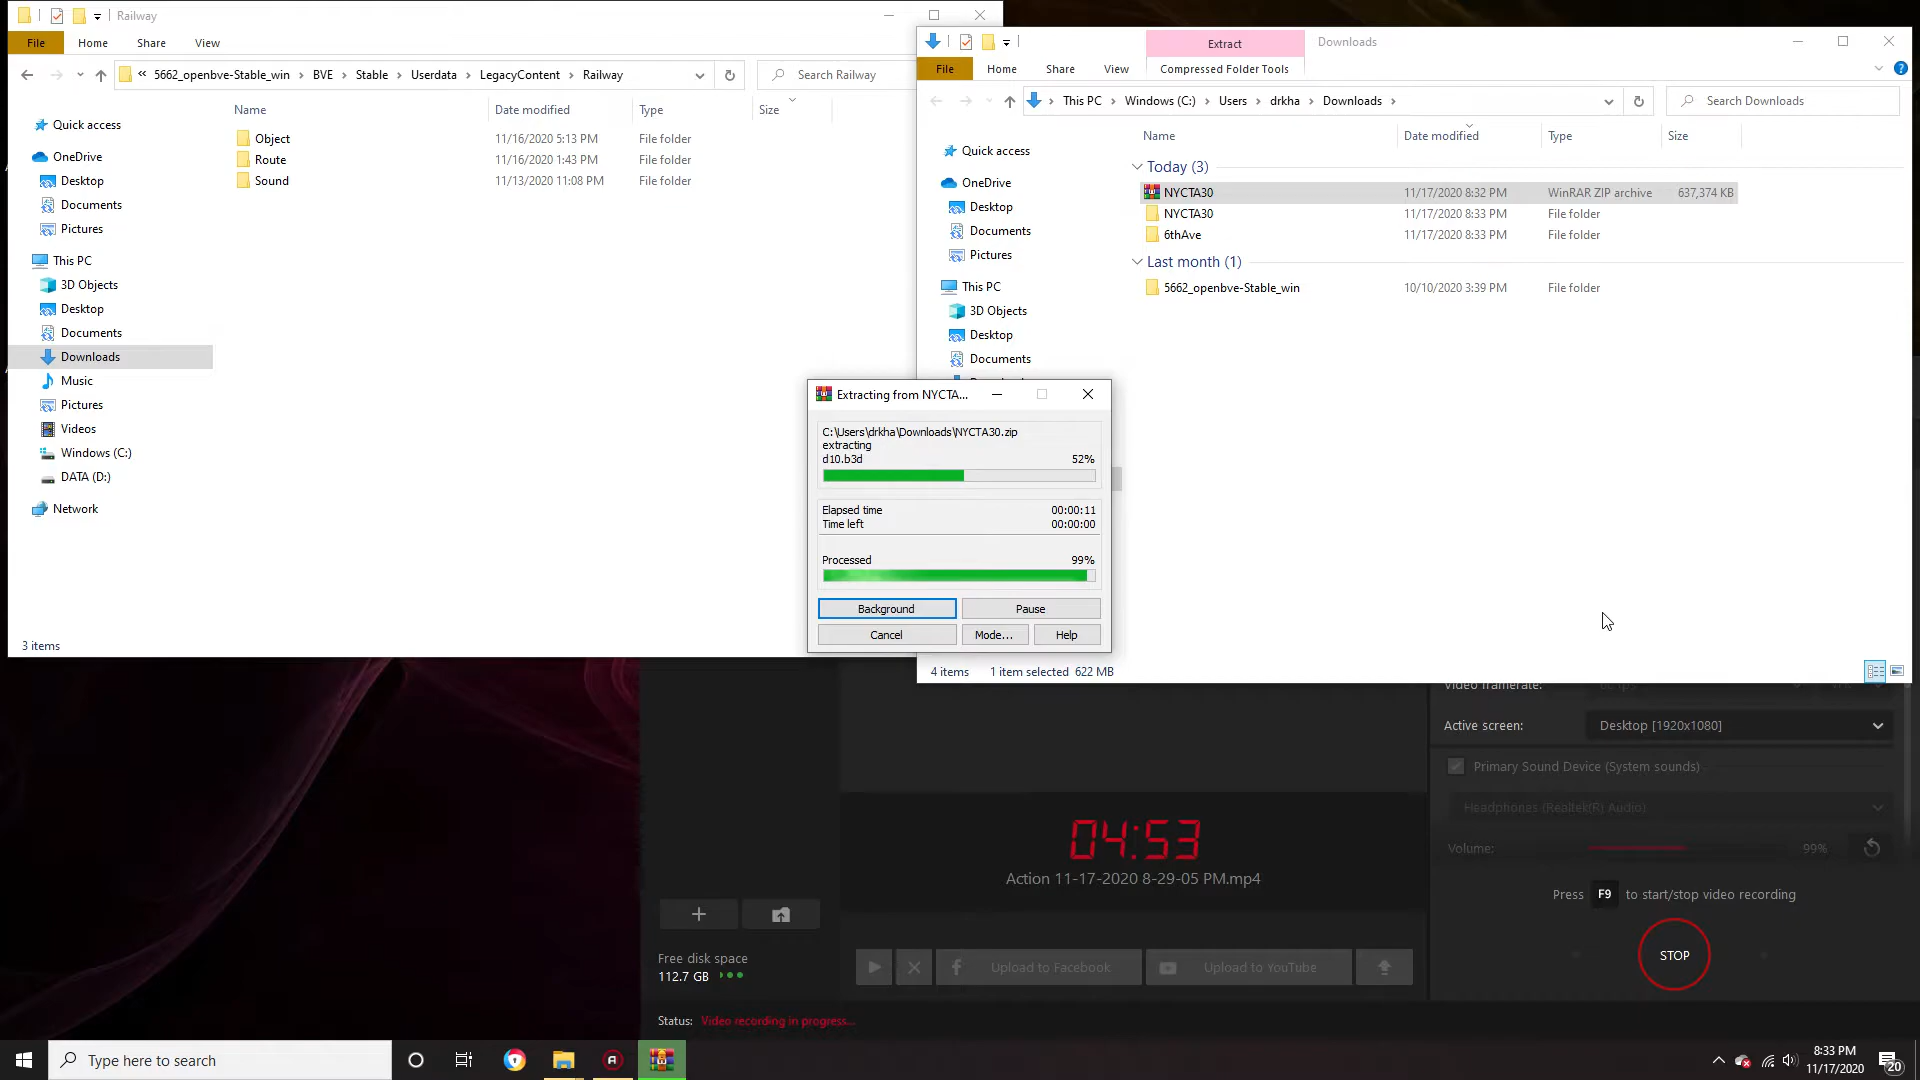 Railway
File
Home
Share
View
« 5662_openbve-Stable_win › BVE › Stable › Userdata › LegacyContent › Railway
Search Railway
Name
Date modified
Type
Size
Quick access
OneDrive
Desktop
Documents
Pictures
This PC
3D Objects
Desktop
Documents
Downloads
Music
Pictures
Videos
Windows (C:)
DATA (D:)
Network
Object 11/16/2020 5:13 PM File folder
Route 11/16/2020 1:43 PM File folder
Sound 11/13/2020 11:08 PM File folder
3 items
Extract
Downloads
File
Home
Share
View
Compressed Folder Tools
› This PC › Windows (C:) › Users › drkha › Downloads ›
Search Downloads
Name
Date modified
Type
Size
Quick access
OneDrive
Desktop
Documents
Pictures
This PC
3D Objects
Desktop
Documents
Today (3)
NYCTA30 11/17/2020 8:32 PM WinRAR ZIP archive 637,374 KB
NYCTA30 11/17/2020 8:33 PM File folder
6thAve 11/17/2020 8:33 PM File folder
Last month (1)
5662_openbve-Stable_win 10/10/2020 3:39 PM File folder
4 items 1 item selected 622 MB
Extracting from NYCTA...
C:\Users\drkha\Downloads\NYCTA30.zip
extracting
d10.b3d 52%
Elapsed time 00:00:11
Time left 00:00:00
Processed 99%
Background
Pause
Cancel
Mode...
Help
Video framerate: 60 fps
Active screen: Desktop [1920x1080]
Primary Sound Device (System sounds)
Headphones (Realtek(R) Audio)
Volume: 99%
04:53
Action 11-17-2020 8-29-05 PM.mp4
Press F9 to start/stop video recording
STOP
Free disk space
112.7 GB
Upload to Facebook
Upload to YouTube
Status: Video recording in progress...
Type here to search
8:33 PM
11/17/2020
20